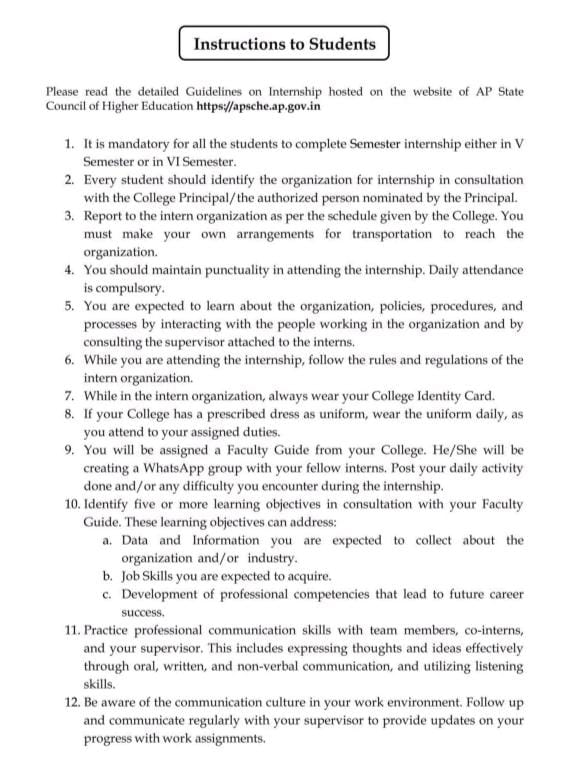 Instructions to Students
Please read the detailed Guidelines on Internship hosted on the website of AP State
Council of Higher Education https://apsche.ap.gov.in
1. It is mandatory for all the students to complete Semester internship either in V
Semester or in VI Semester.
2. Every student should identify the organization for internship in consultation
with the College Principal/the authorized person nominated by the Principal.
3. Report to the intern organization as per the schedule given by the College. You
must make your own arrangements for transportation to reach the
organization.
4. You should maintain punctuality in attending the internship. Daily attendance
is compulsory.
5. You are expected to learn about the organization, policies, procedures, and
processes by interacting with the people working in the organization and by
consulting the supervisor attached to the interns.
6. While you are attending the internship, follow the rules and regulations of the
intern organization.
7. While in the intern organization, always wear your College Identity Card.
8. If your College has a prescribed dress as uniform, wear the uniform daily, as
you attend to your assigned duties.
9. You will be assigned a Faculty Guide from your College. He/She will be
creating a WhatsApp group with your fellow interns. Post your daily activity
done and/or any difficulty you encounter during the internship.
10. Identify five or more learning objectives in consultation with your Faculty
Guide. These learning objectives can address:
a. Data and Information you are expected to collect about the
organization and/or industry.
b. Job Skills you are expected to acquire.
c. Development of professional competencies that lead to future career
success.
11. Practice professional communication skills with team members, co-interns,
and your supervisor. This includes expressing thoughts and ideas effectively
through oral, written, and non-verbal communication, and utilizing listening
skills.
12. Be aware of the communication culture in your work environment. Follow up
and communicate regularly with your supervisor to provide updates on your
progress with work assignments.